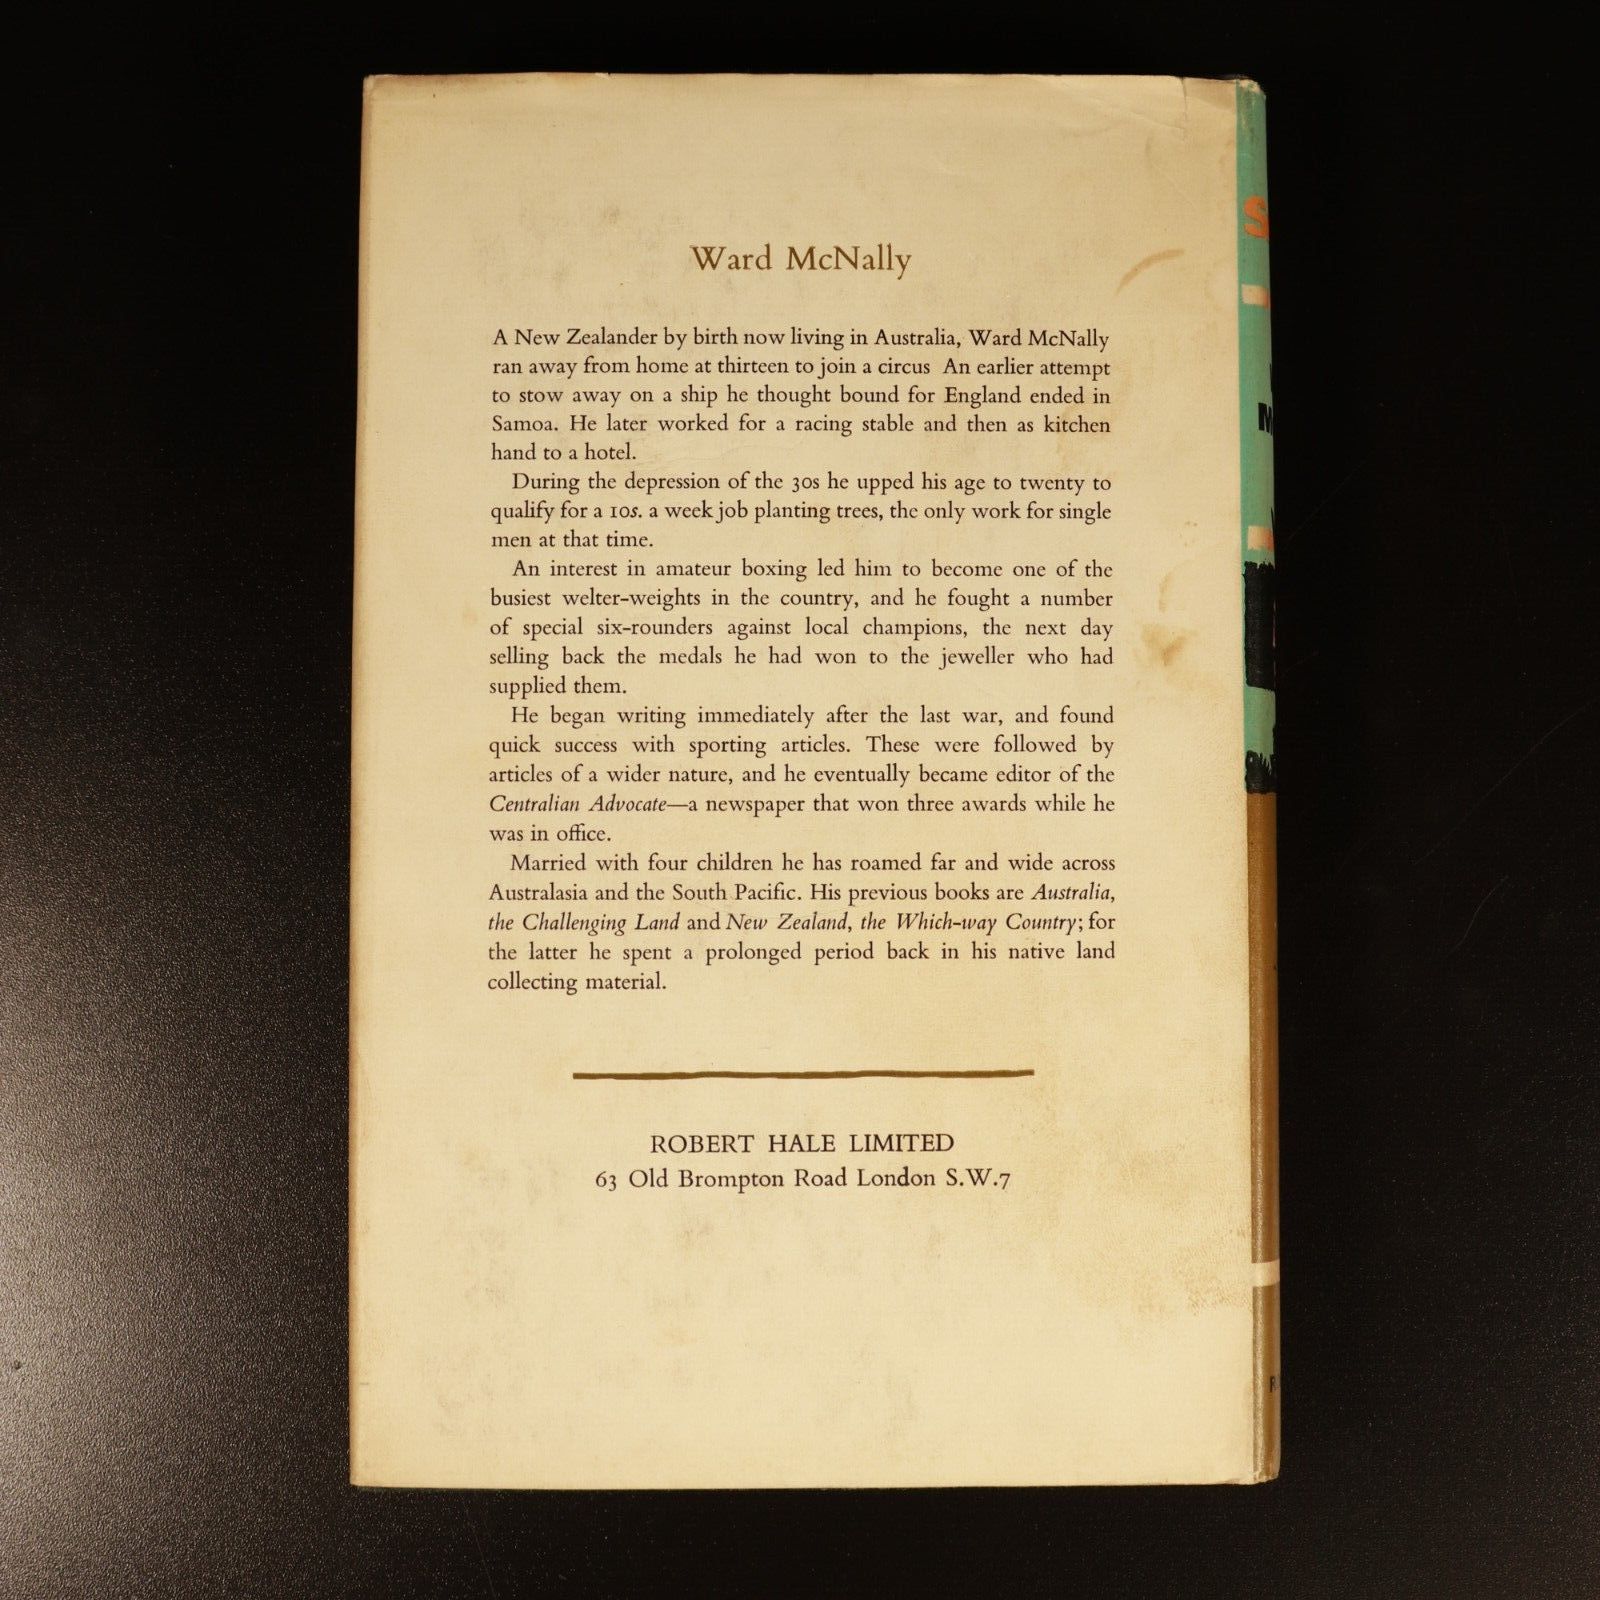 Ward McNally
A New Zealander by birth now living in Australia, Ward McNally
ran away from home at thirteen to join a circus An earlier attempt
to stow away on a ship he thought bound for England ended in
Samoa. He later worked for a racing stable and then as kitchen
hand to a hotel.
During the depression of the 30s he upped his age to twenty to
qualify for a 10s. a week job planting trees, the only work for single
men at that time.
An interest in amateur boxing led him to become one of the
busiest welter-weights in the country, and he fought a number
of special six-rounders against local champions, the next day
selling back the medals he had won to the jeweller who had
supplied them.
He began writing immediately after the last war, and found
quick success with sporting articles. These were followed by
articles of a wider nature, and he eventually became editor of the
Centralian Advocate—a newspaper that won three awards while he
was in office.
Married with four children he has roamed far and wide across
Australasia and the South Pacific. His previous books are Australia,
the Challenging Land and New Zealand, the Which-way Country; for
the latter he spent a prolonged period back in his native land
collecting material.
ROBERT HALE LIMITED
63 Old Brompton Road London S.W.7